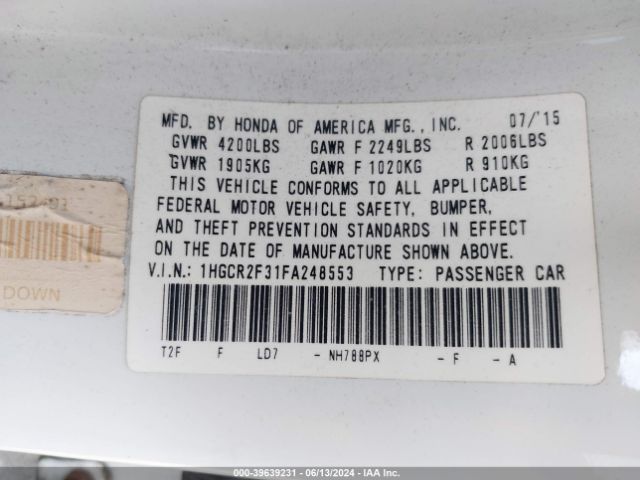 MFD. BY HONDA OF AMERICA MFG., INC. 07/'15
GVWR 4200LBS GAWR F 2249LBS R 2006LBS
GVWR 1905KG GAWR F 1020KG R 910KG
THIS VEHICLE CONFORMS TO ALL APPLICABLE
FEDERAL MOTOR VEHICLE SAFETY, BUMPER,
AND THEFT PREVENTION STANDARDS IN EFFECT
ON THE DATE OF MANUFACTURE SHOWN ABOVE.
V.I.N.: 1HGCR2F31FA248553 TYPE: PASSENGER CAR
T2F F LD7 - NH788PX - F - A
DOWN
000-39639231 - 06/13/2024 - IAAI.COM